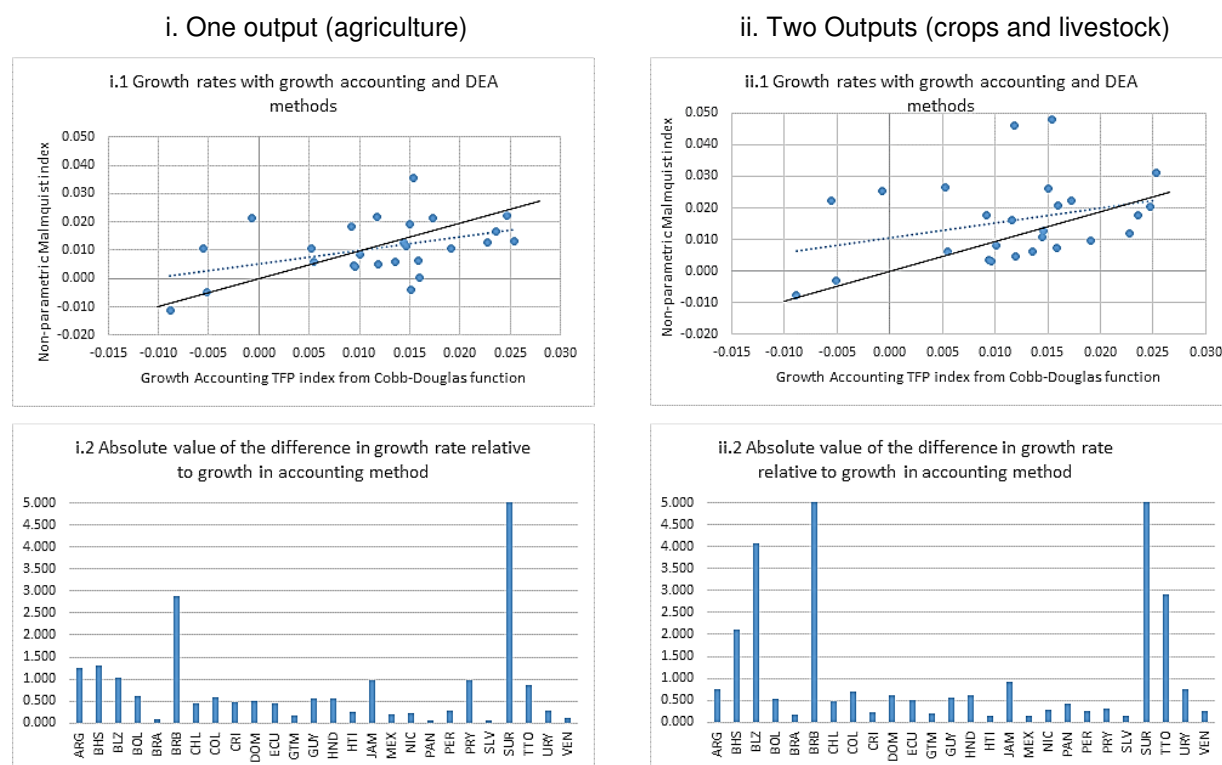 i. One output (agriculture)
ii. Two Outputs (crops and livestock)
i.1 Growth rates with growth accounting and DEA
methods
Non-parametric Malmquist index
0.050
0.040
0.030
0.020
0.010
0.000
-0.010
-0.020
-0.015 -0.010 -0.005 0.000 0.005 0.010 0.015 0.020 0.025 0.030
Growth Accounting TFP index from Cobb-Douglas function
ii.1 Growth rates with growth accounting and DEA
methods
Non-parametric Malmquist index
0.050
0.040
0.030
0.020
0.010
0.000
-0.010
-0.020
-0.015 -0.010 -0.005 0.000 0.005 0.010 0.015 0.020 0.025 0.030
Growth Accounting TFP index from Cobb-Douglas function
i.2 Absolute value of the difference in growth rate relative
to growth in accounting method
5.000
4.500
4.000
3.500
3.000
2.500
2.000
1.500
1.000
0.500
0.000
ARG BHS BLZ BOL BRA BRB CHL COL CRI DOM ECU GTM GUY HND HTI JAM MEX NIC PAN PER PRY SLV SUR TTO URY VEN
ii.2 Absolute value of the difference in growth rate
relative to growth in accounting method
5.000
4.500
4.000
3.500
3.000
2.500
2.000
1.500
1.000
0.500
0.000
ARG BHS BLZ BOL BRA BRB CHL COL CRI DOM ECU GTM GUY HND HTI JAM MEX NIC PAN PER PRY SLV SUR TTO URY VEN